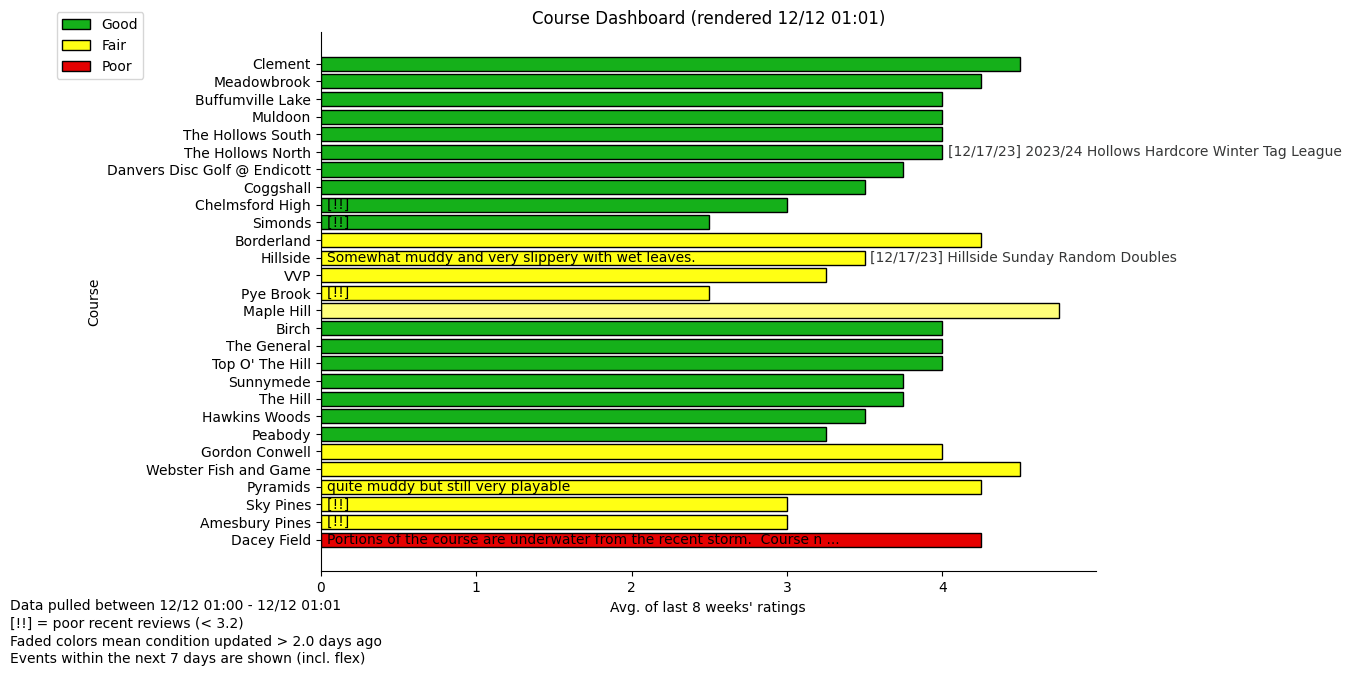 Course Dashboard (rendered 12/12 01:01)
Good
Fair
Poor
Course
Clement
Meadowbrook
Buffumville Lake
Muldoon
The Hollows South
The Hollows North [12/17/23] 2023/24 Hollows Hardcore Winter Tag League
Danvers Disc Golf @ Endicott
Coggshall
Chelmsford High [!!]
Simonds [!!]
Borderland
Hillside Somewhat muddy and very slippery with wet leaves. [12/17/23] Hillside Sunday Random Doubles
VVP
Pye Brook [!!]
Maple Hill
Birch
The General
Top O' The Hill
Sunnymede
The Hill
Hawkins Woods
Peabody
Gordon Conwell
Webster Fish and Game
Pyramids quite muddy but still very playable
Sky Pines [!!]
Amesbury Pines [!!]
Dacey Field Portions of the course are underwater from the recent storm.  Course n ...
0 1 2 3 4
Avg. of last 8 weeks' ratings
Data pulled between 12/12 01:00 - 12/12 01:01
[!!] = poor recent reviews (< 3.2)
Faded colors mean condition updated > 2.0 days ago
Events within the next 7 days are shown (incl. flex)